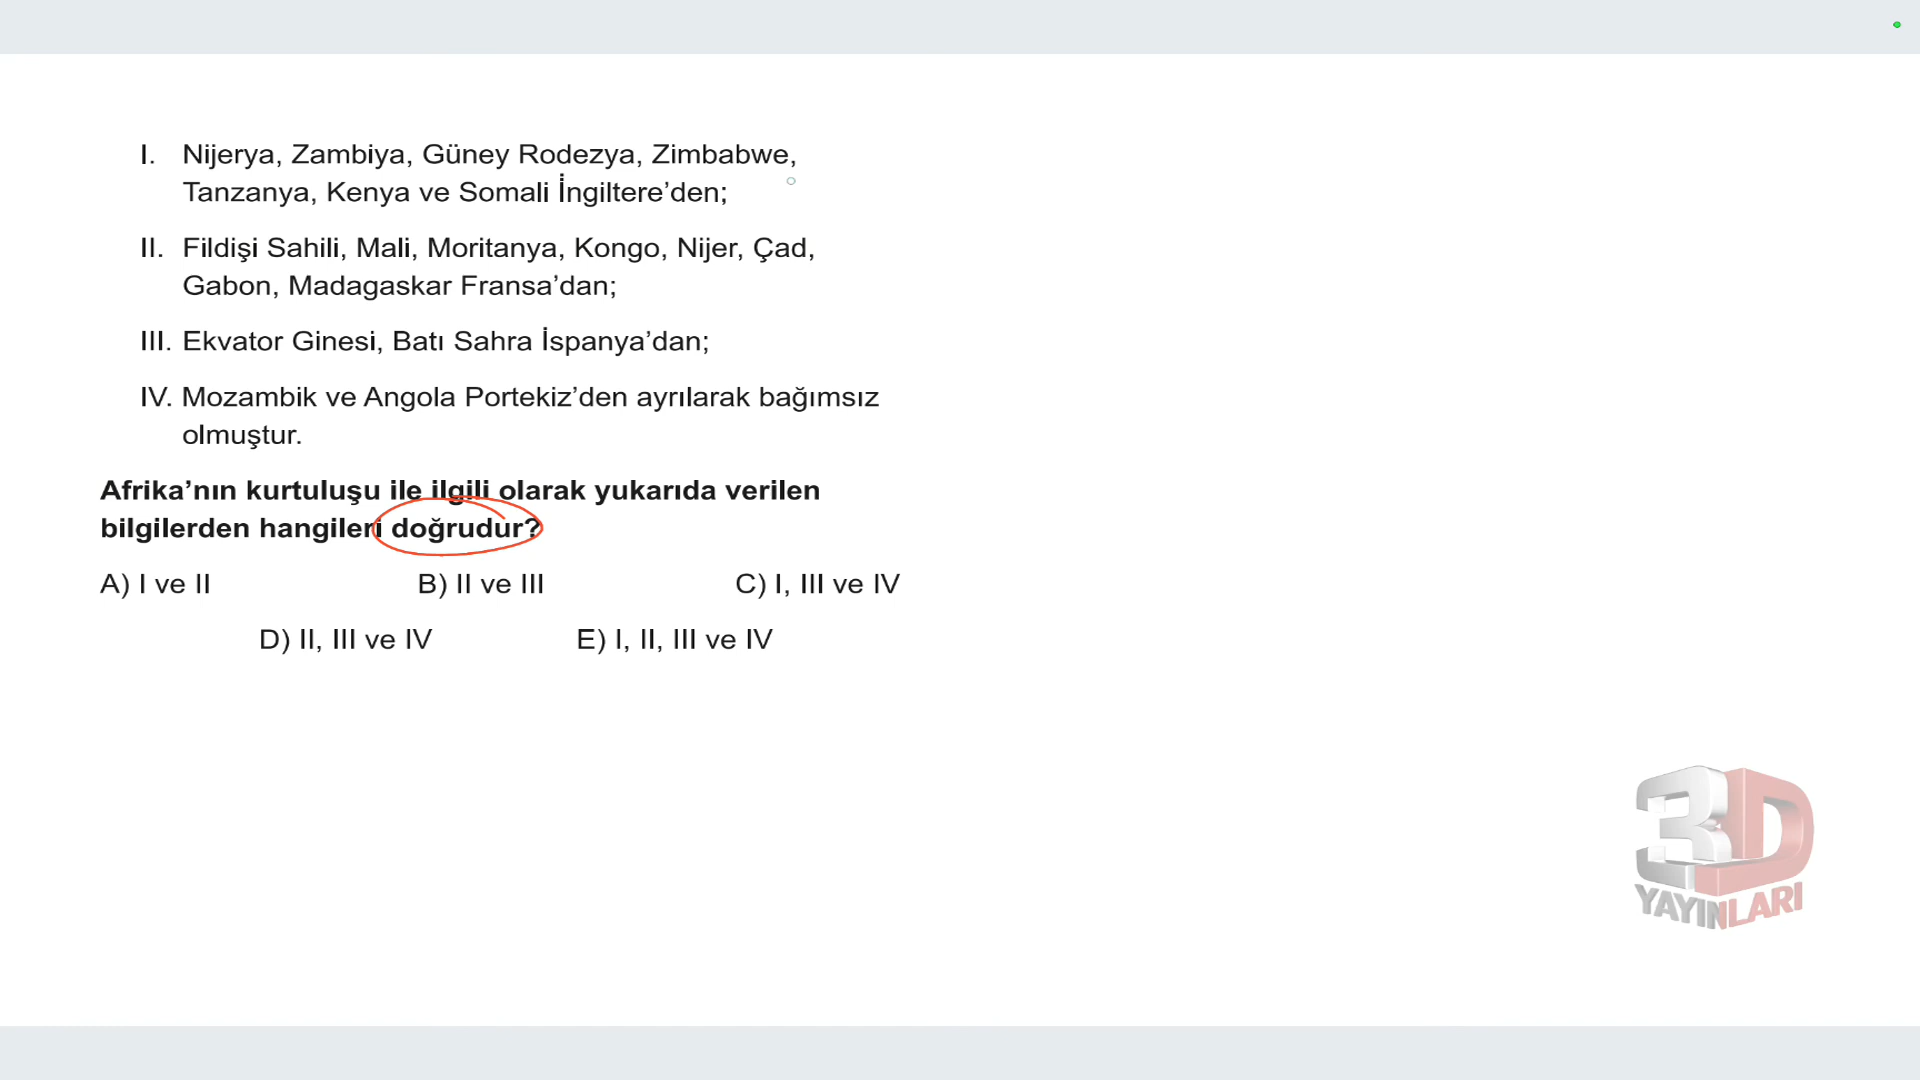 I. Nijerya, Zambiya, Güney Rodezya, Zimbabwe,
Tanzanya, Kenya ve Somali İngiltere’den;
II. Fildişi Sahili, Mali, Moritanya, Kongo, Nijer, Çad,
Gabon, Madagaskar Fransa’dan;
III. Ekvator Ginesi, Batı Sahra İspanya’dan;
IV. Mozambik ve Angola Portekiz’den ayrılarak bağımsız
olmuştur.
Afrika’nın kurtuluşu ile ilgili olarak yukarıda verilen
bilgilerden hangileri doğrudur?
A) I ve II B) II ve III C) I, III ve IV
D) II, III ve IV E) I, II, III ve IV
3D
YAYINLARI